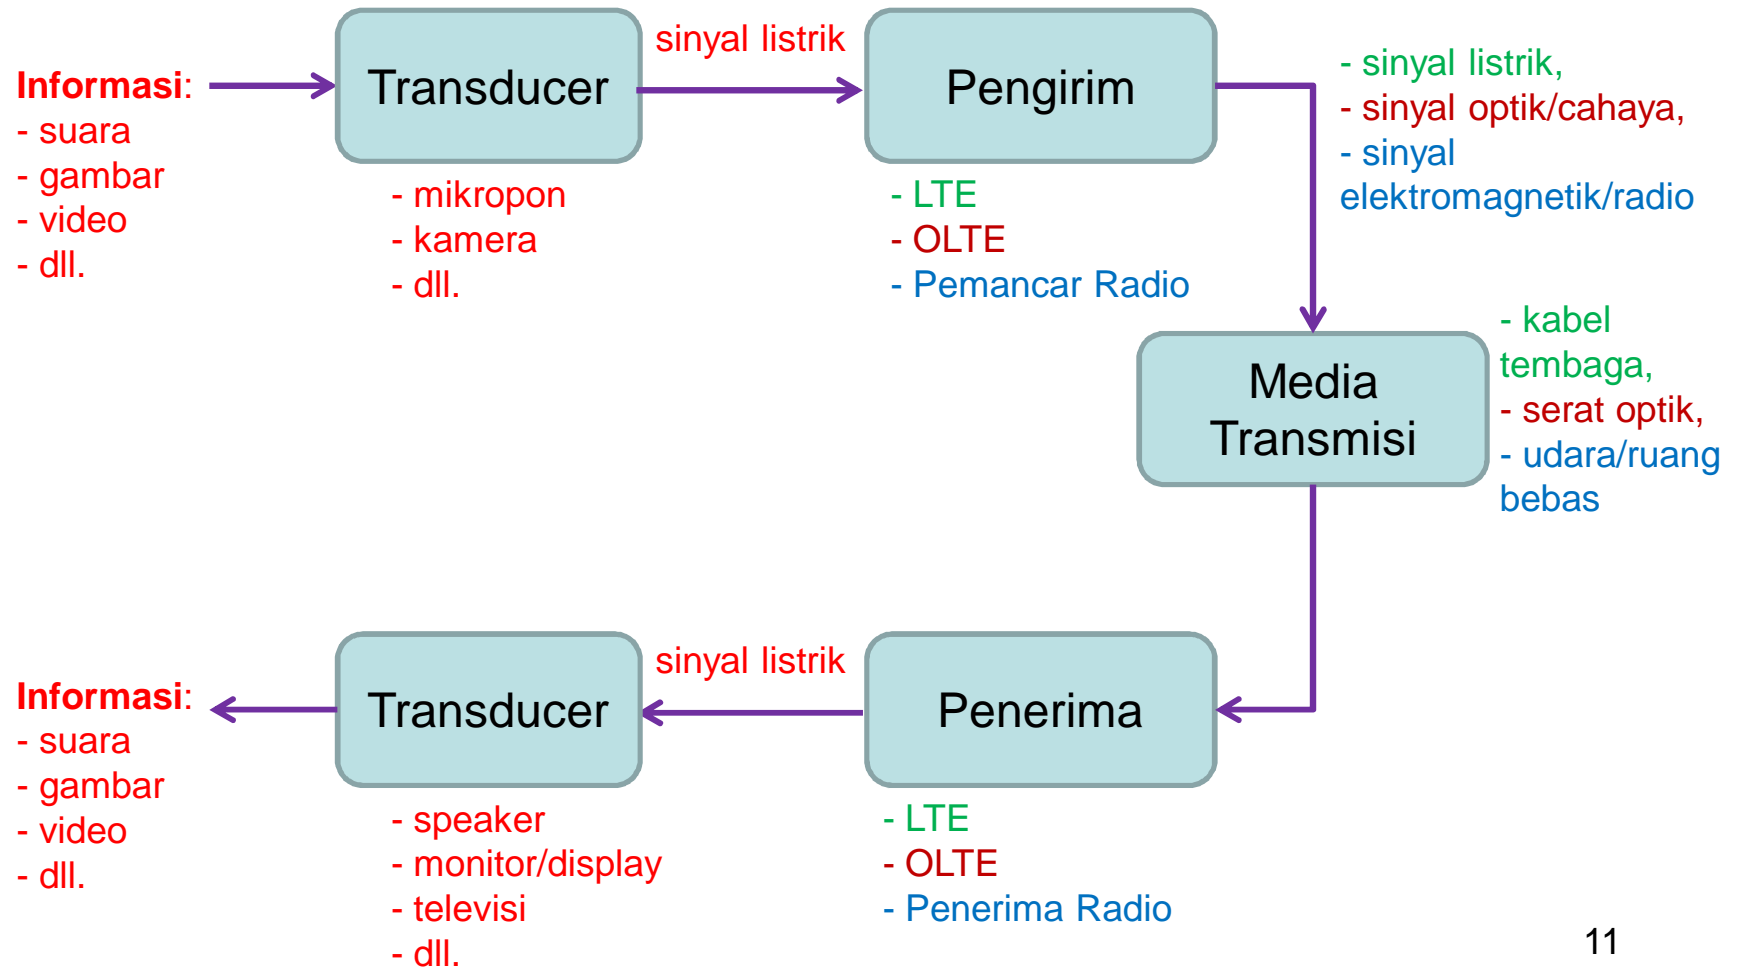 Informasi:
- suara
- gambar
- video
- dll.
Transducer
- mikropon
- kamera
- dll.
sinyal listrik
Pengirim
- LTE
- OLTE
- Pemancar Radio
- sinyal listrik,
- sinyal optik/cahaya,
- sinyal
elektromagnetik/radio
Media
Transmisi
- kabel
tembaga,
- serat optik,
- udara/ruang
bebas
Penerima
- LTE
- OLTE
- Penerima Radio
sinyal listrik
Transducer
- speaker
- monitor/display
- televisi
- dll.
Informasi:
- suara
- gambar
- video
- dll.
11